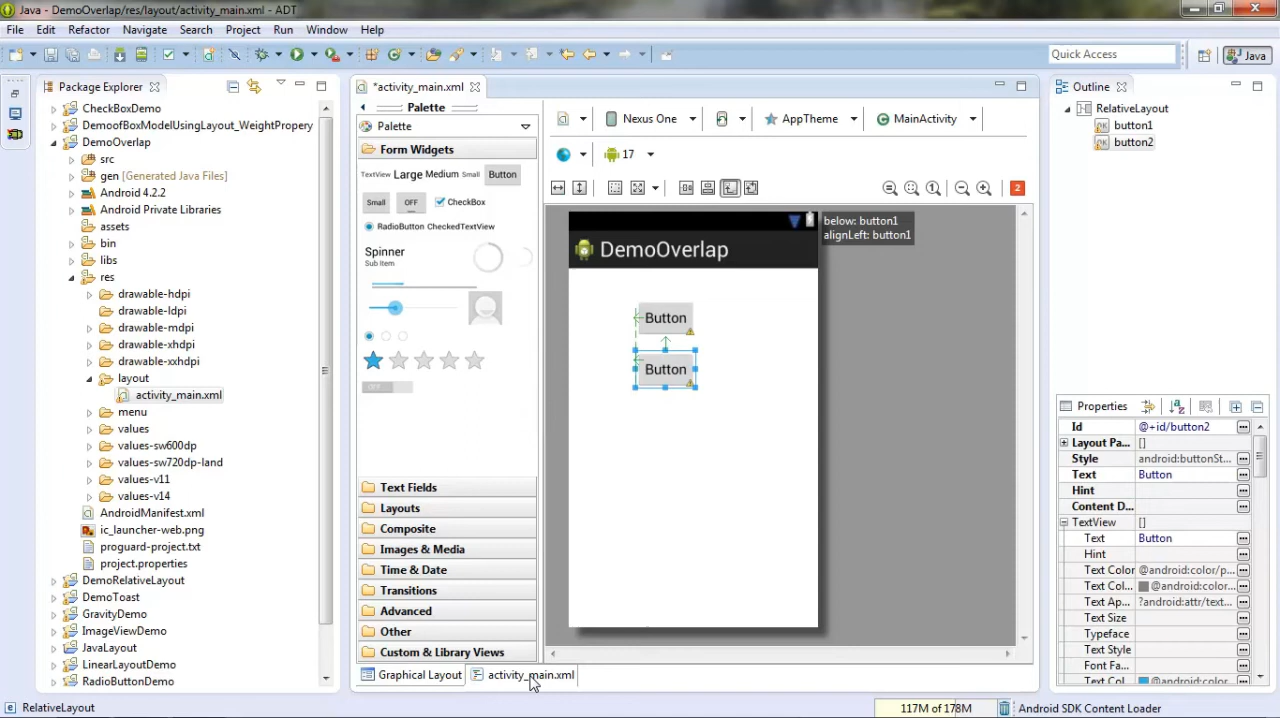 Java - DemoOverlap/res/layout/activity_main.xml - ADT
File Edit Refactor Navigate Search Project Run Window Help
Quick Access
Java
Package Explorer
CheckBoxDemo
DemoofBoxModelUsingLayout_WeightPropery
DemoOverlap
src
gen [Generated Java Files]
Android 4.2.2
Android Private Libraries
assets
bin
libs
res
drawable-hdpi
drawable-ldpi
drawable-mdpi
drawable-xhdpi
drawable-xxhdpi
layout
activity_main.xml
menu
values
values-sw600dp
values-sw720dp-land
values-v11
values-v14
AndroidManifest.xml
ic_launcher-web.png
proguard-project.txt
project.properties
DemoRelativeLayout
DemoToast
GravityDemo
ImageViewDemo
JavaLayout
LinearLayoutDemo
RadioButtonDemo
*activity_main.xml
Palette
Palette
Form Widgets
TextView Large Medium Small Button
Small OFF CheckBox
RadioButton CheckedTextView
Spinner
Sub Item
OFF
Text Fields
Layouts
Composite
Images & Media
Time & Date
Transitions
Advanced
Other
Custom & Library Views
Graphical Layout activity_main.xml
Nexus One AppTheme MainActivity
17
2
below: button1
alignLeft: button1
DemoOverlap
Button
Button
Outline
RelativeLayout
button1
button2
Properties
Id @+id/button2
Layout Pa... []
Style android:buttonSt...
Text Button
Hint
Content D...
TextView []
Text Button
Hint
Text Color @android:color/p...
Text Col... @android:color...
Text Ap... ?android:attr/text...
Text Size
Typeface
Text Style
Font Fa...
Text Col... @android:color...
RelativeLayout
117M of 178M
Android SDK Content Loader